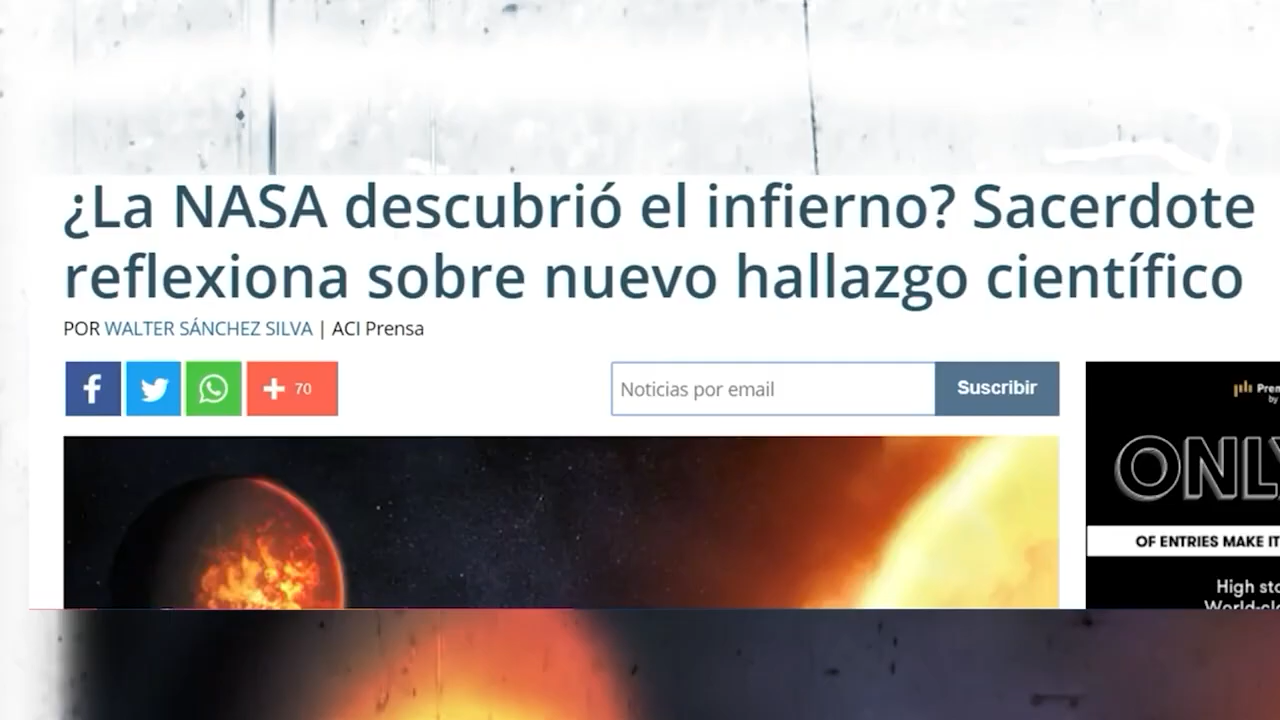 ¿La NASA descubrió el infierno? Sacerdote
reflexiona sobre nuevo hallazgo científico
POR WALTER SÁNCHEZ SILVA | ACI Prensa
70
Noticias por email
Suscribir
by
OF ENTRIES MAKE IT
High